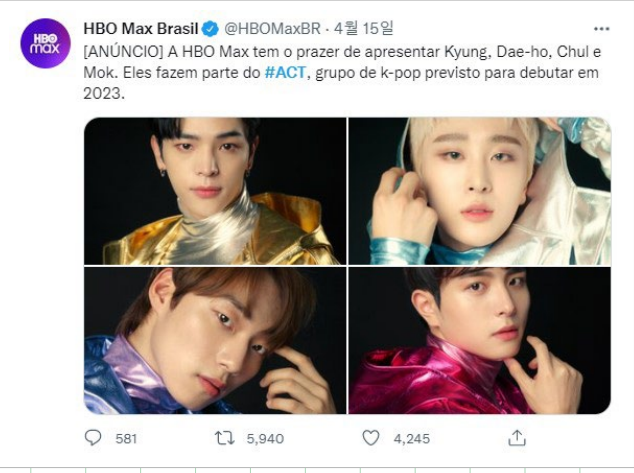 HBO max
HBO Max Brasil @HBOMaxBR · 4월 15일
[ANÚNCIO] A HBO Max tem o prazer de apresentar Kyung, Dae-ho, Chul e
Mok. Eles fazem parte do #ACT, grupo de k-pop previsto para debutar em
2023.
581 5,940 4,245